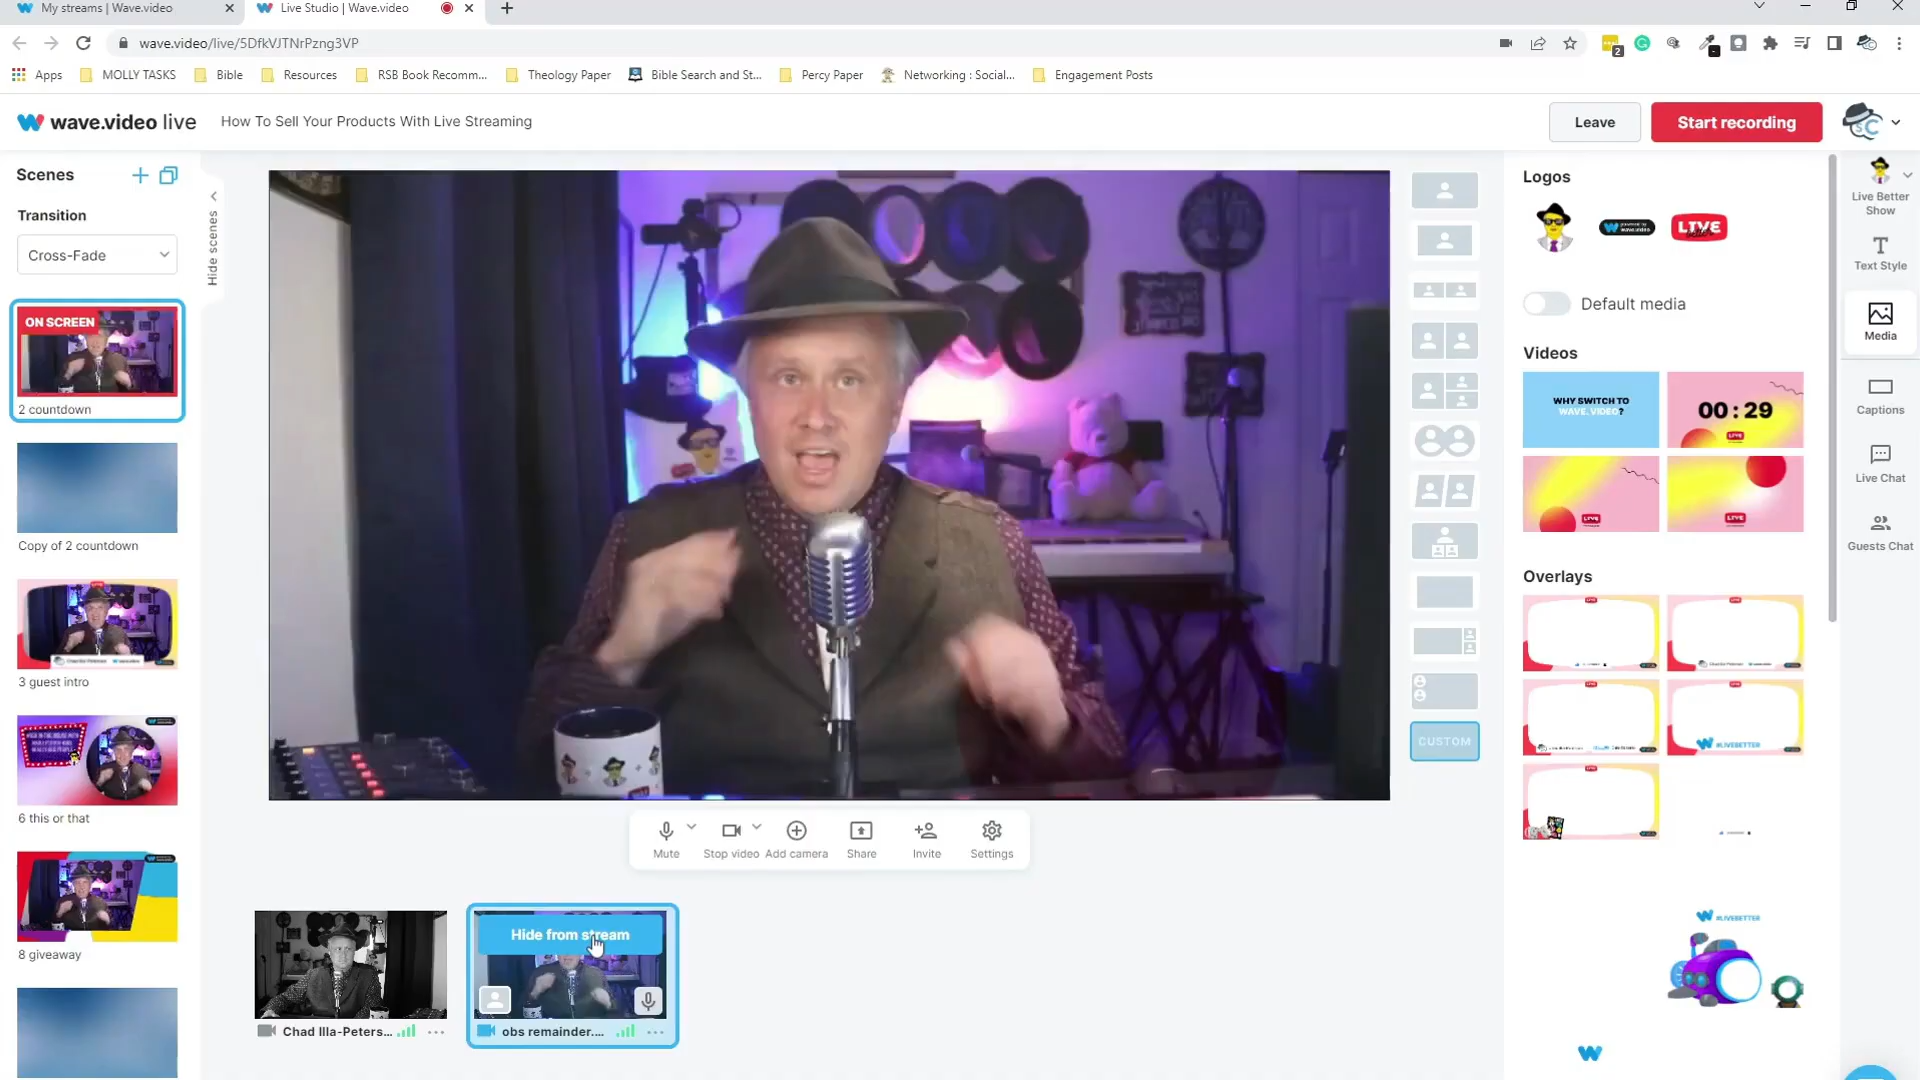 My streams | Wave.video
Live Studio | Wave.video
wave.video/live/5DfkVJTNrPzng3VP
2
Apps
MOLLY TASKS
Bible
Resources
RSB Book Recomm...
Theology Paper
Bible Search and St...
Percy Paper
Networking : Social...
Engagement Posts
wave.video live
How To Sell Your Products With Live Streaming
Leave
Start recording
Scenes
Transition
Cross-Fade
Hide scenes
ON SCREEN
2 countdown
Copy of 2 countdown
3 guest intro
6 this or that
8 giveaway
CUSTOM
Mute
Stop video
Add camera
Share
Invite
Settings
Hide from stream
Chad Illa-Peters...
obs remainder....
Logos
LIVE
Default media
Videos
WHY SWITCH TO
WAVE.VIDEO?
00 : 29
Overlays
#LIVEBETTER
#LIVEBETTER
Live Better
Show
Text Style
Media
Captions
Live Chat
Guests Chat